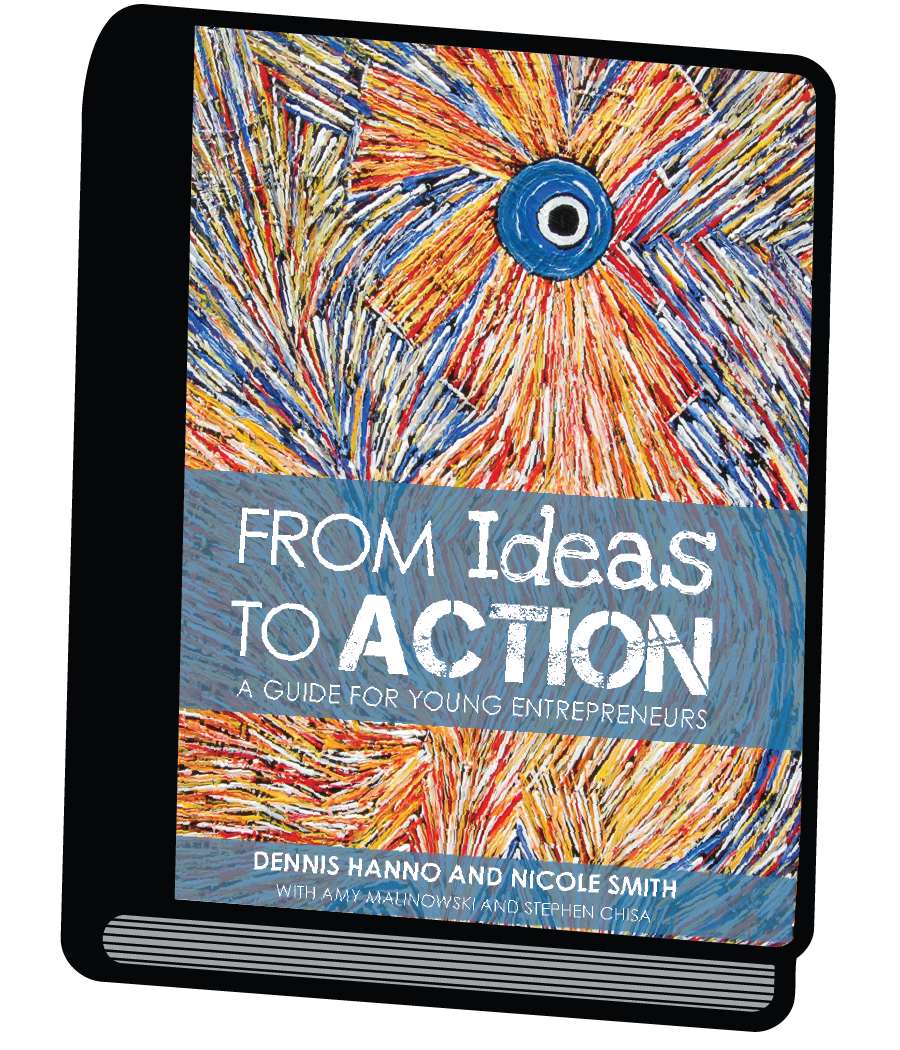 FROM Ideas
TO ACTION
A GUIDE FOR YOUNG ENTREPRENEURS
DENNIS HANNO AND NICOLE SMITH
WITH AMY MALINOWSKI AND STEPHEN CHISA